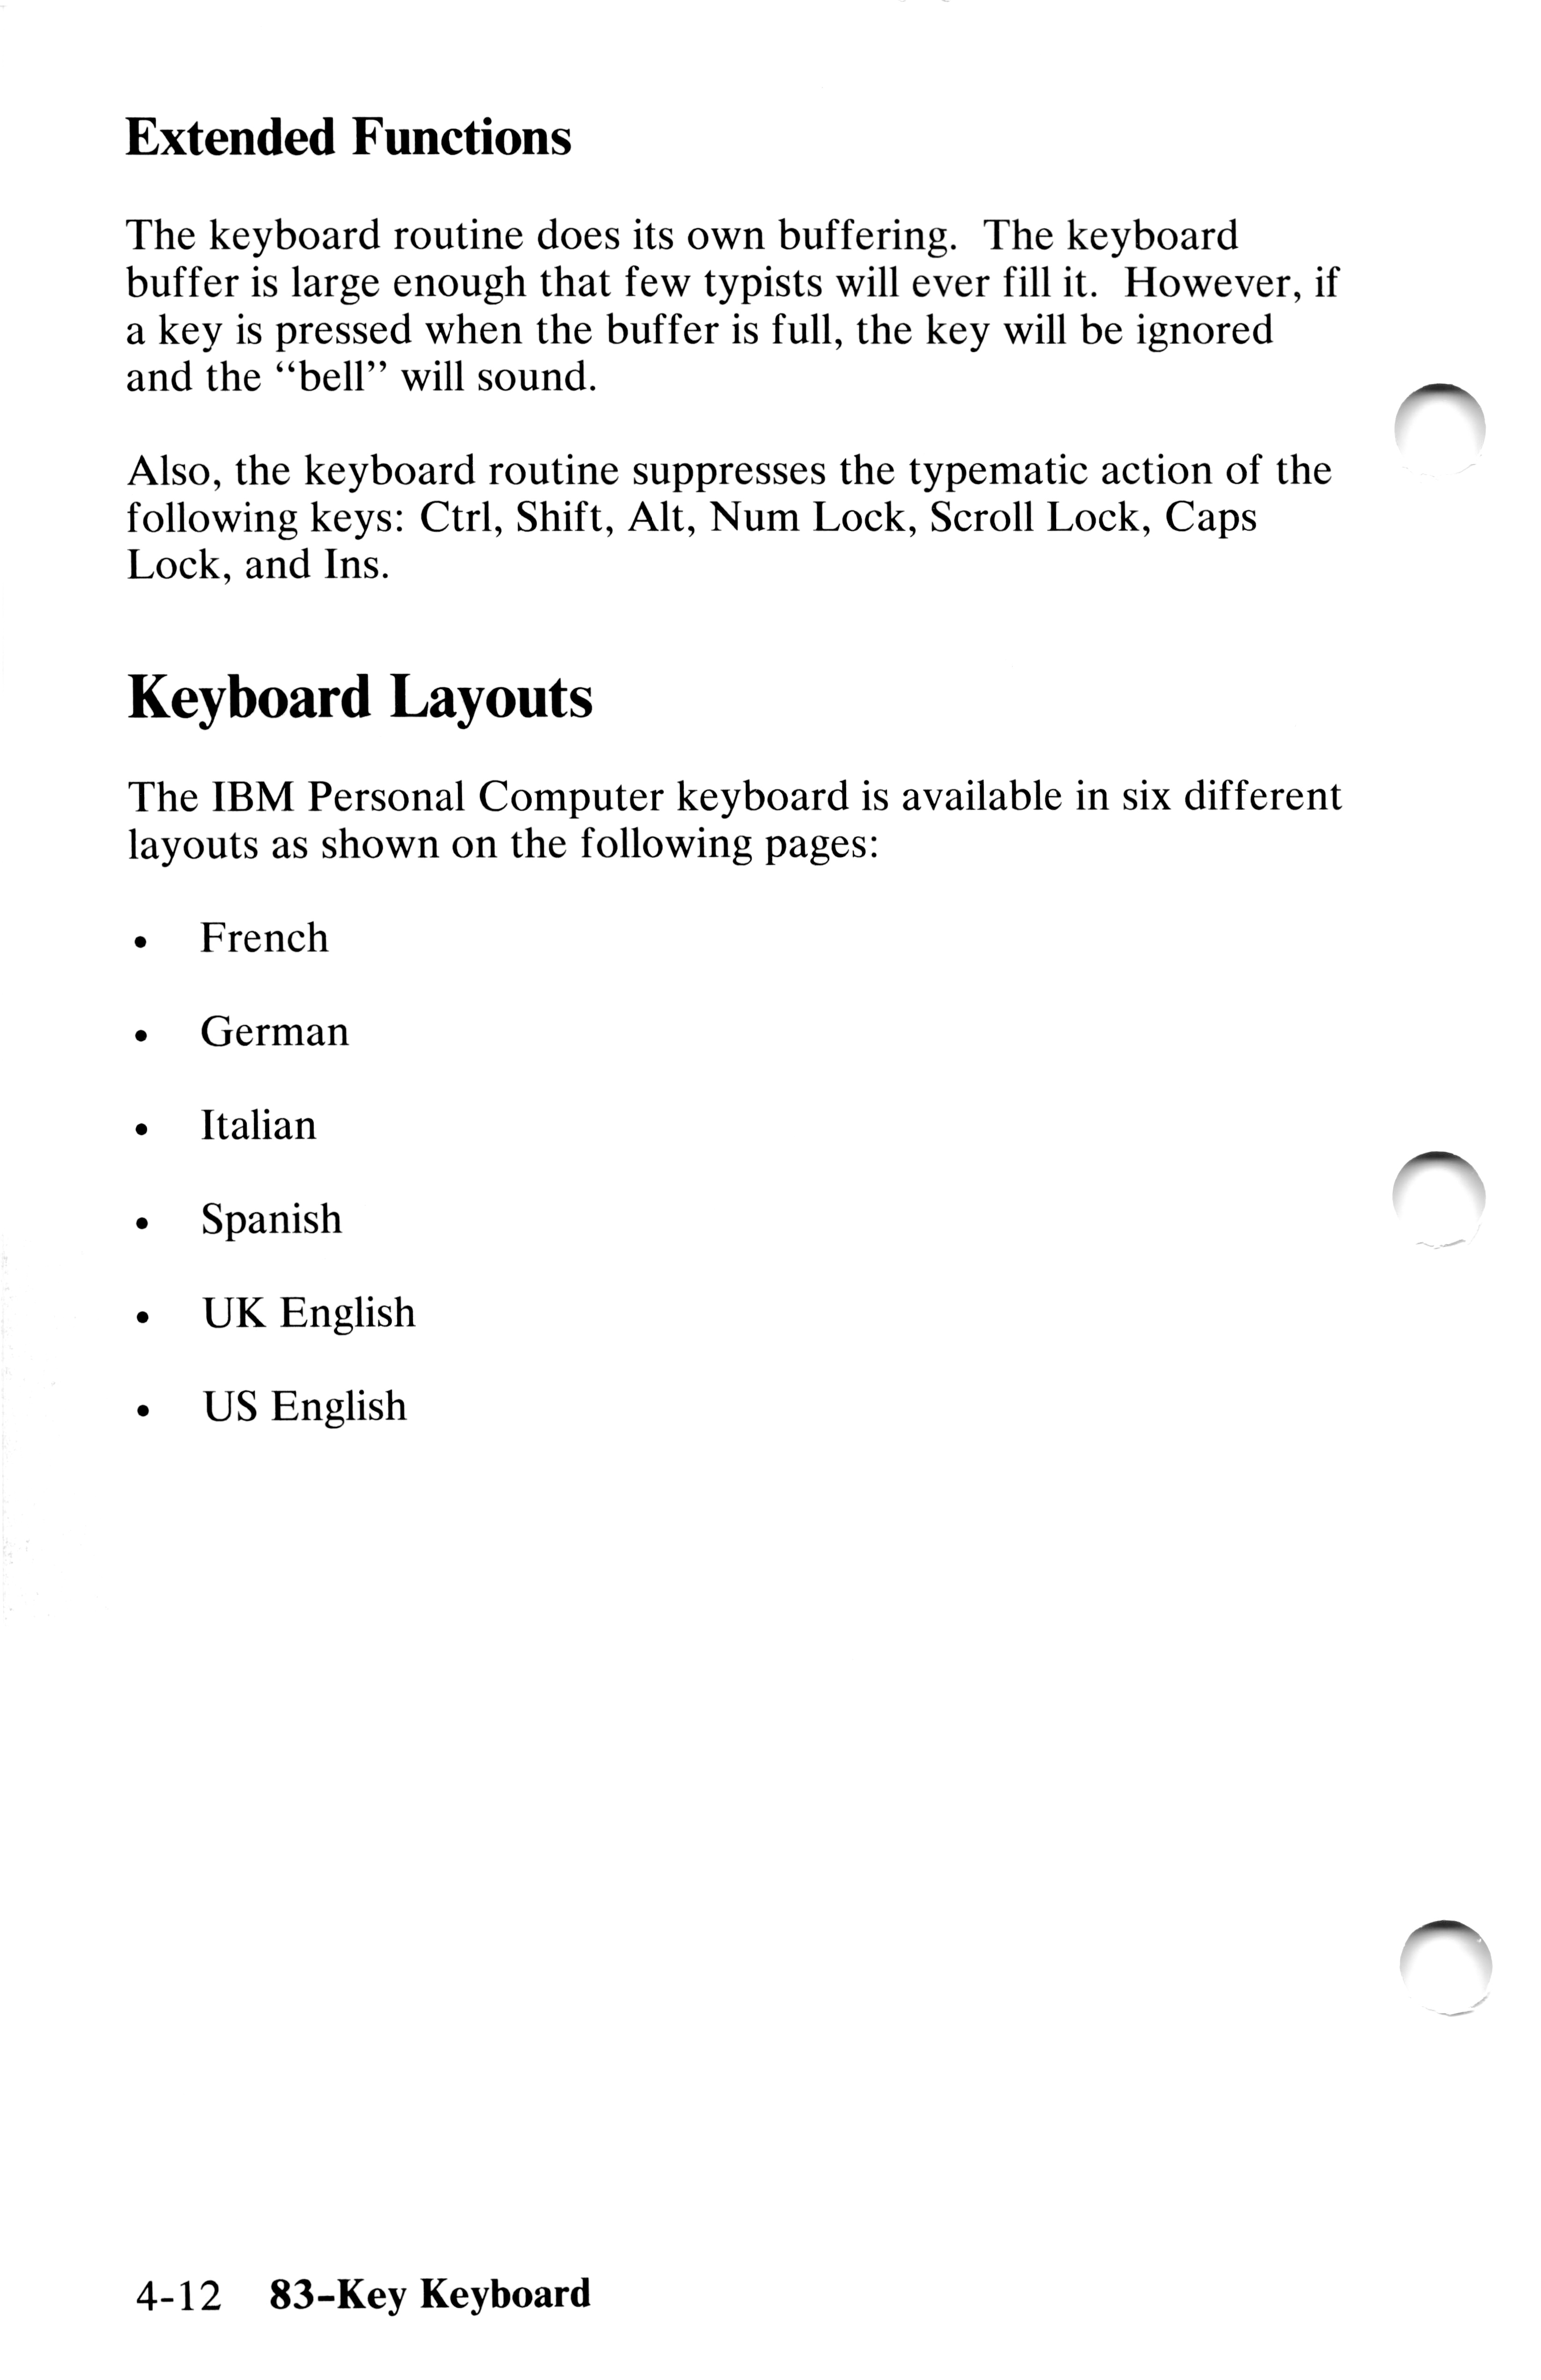 Extended Functions
The keyboard routine does its own buffering. The keyboard
buffer is large enough that few typists will ever fill it. However, if
a key is pressed when the buffer is full, the key will be ignored
and the “bell” will sound.
Also, the keyboard routine suppresses the typematic action of the
following keys: Ctrl, Shift, Alt, Num Lock, Scroll Lock, Caps
Lock, and Ins.
Keyboard Layouts
The IBM Personal Computer keyboard is available in six different
layouts as shown on the following pages:
• French
• German
• Italian
• Spanish
• UK English
• US English
4-12 83-Key Keyboard